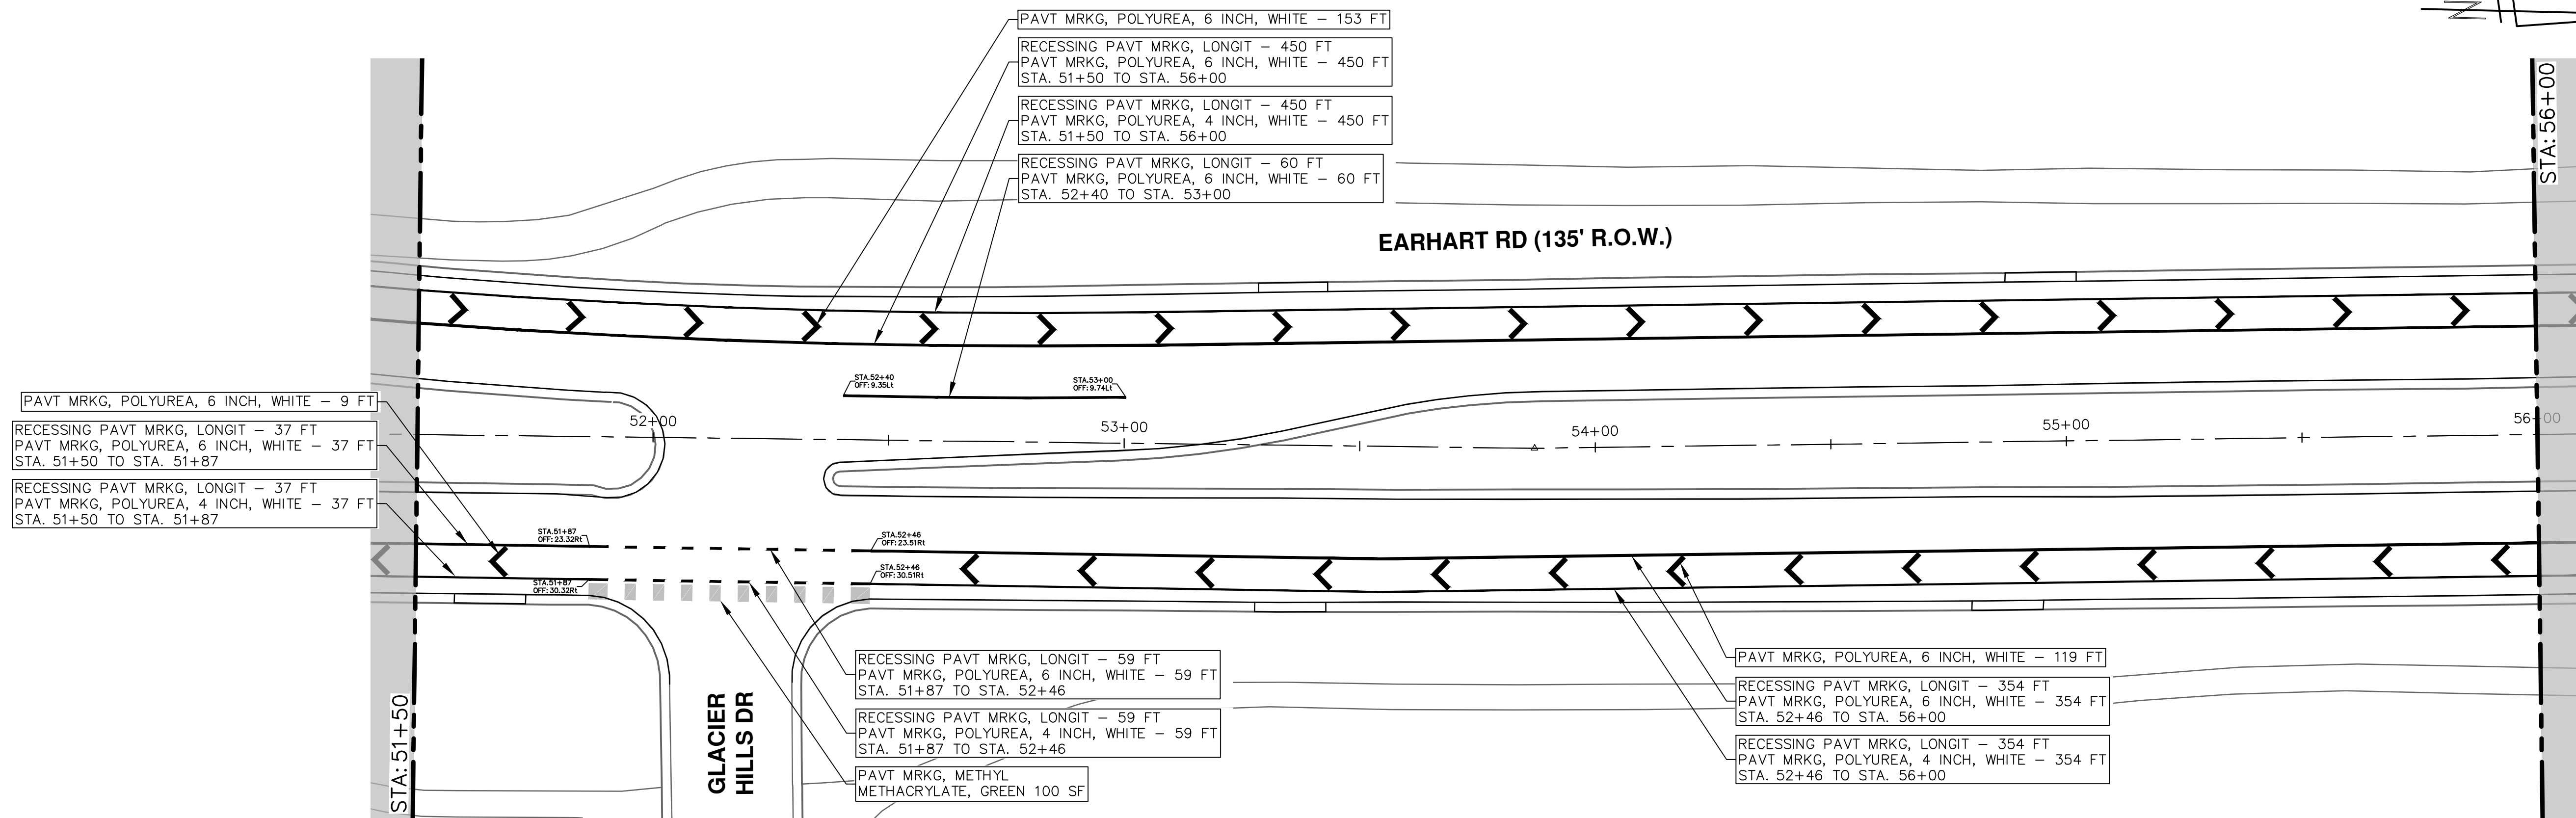 PAVT MRKG, POLYUREA, 6 INCH, WHITE – 153 FT
RECESSING PAVT MRKG, LONGIT – 450 FT
PAVT MRKG, POLYUREA, 6 INCH, WHITE – 450 FT
STA. 51+50 TO STA. 56+00
RECESSING PAVT MRKG, LONGIT – 450 FT
PAVT MRKG, POLYUREA, 4 INCH, WHITE – 450 FT
STA. 51+50 TO STA. 56+00
RECESSING PAVT MRKG, LONGIT – 60 FT
PAVT MRKG, POLYUREA, 6 INCH, WHITE – 60 FT
STA. 52+40 TO STA. 53+00
STA: 56+00
EARHART RD (135' R.O.W.)
STA.52+40
OFF: 9.35Lt
STA.53+00
OFF: 9.74Lt
PAVT MRKG, POLYUREA, 6 INCH, WHITE – 9 FT
RECESSING PAVT MRKG, LONGIT – 37 FT
PAVT MRKG, POLYUREA, 6 INCH, WHITE – 37 FT
STA. 51+50 TO STA. 51+87
RECESSING PAVT MRKG, LONGIT – 37 FT
PAVT MRKG, POLYUREA, 4 INCH, WHITE – 37 FT
STA. 51+50 TO STA. 51+87
52+00
53+00
54+00
55+00
56+00
STA.51+87
OFF: 23.32Rt
STA.52+46
OFF: 23.51Rt
STA.51+87
OFF: 30.32Rt
STA.52+46
OFF: 30.51Rt
STA: 51+50
GLACIER
HILLS DR
RECESSING PAVT MRKG, LONGIT – 59 FT
PAVT MRKG, POLYUREA, 6 INCH, WHITE – 59 FT
STA. 51+87 TO STA. 52+46
RECESSING PAVT MRKG, LONGIT – 59 FT
PAVT MRKG, POLYUREA, 4 INCH, WHITE – 59 FT
STA. 51+87 TO STA. 52+46
PAVT MRKG, METHYL
METHACRYLATE, GREEN 100 SF
PAVT MRKG, POLYUREA, 6 INCH, WHITE – 119 FT
RECESSING PAVT MRKG, LONGIT – 354 FT
PAVT MRKG, POLYUREA, 6 INCH, WHITE – 354 FT
STA. 52+46 TO STA. 56+00
RECESSING PAVT MRKG, LONGIT – 354 FT
PAVT MRKG, POLYUREA, 4 INCH, WHITE – 354 FT
STA. 52+46 TO STA. 56+00